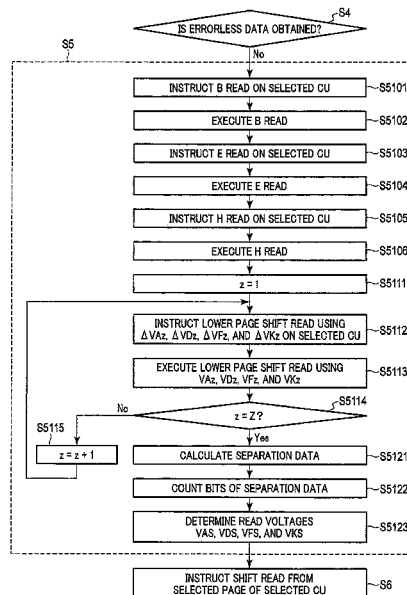 S4
IS ERRORLESS DATA OBTAINED?
S5
No
INSTRUCT B READ ON SELECTED CU
S5101
EXECUTE B READ
S5102
INSTRUCT E READ ON SELECTED CU
S5103
EXECUTE E READ
S5104
INSTRUCT H READ ON SELECTED CU
S5105
EXECUTE H READ
S5106
z = 1
S5111
INSTRUCT LOWER PAGE SHIFT READ USING
ΔVAz, ΔVDz, ΔVFz, AND ΔVKz ON SELECTED CU
S5112
EXECUTE LOWER PAGE SHIFT READ USING
VAz, VDz, VFz, AND VKz
S5113
No
S5114
S5115
z = Z?
z = z + 1
Yes
CALCULATE SEPARATION DATA
S5121
COUNT BITS OF SEPARATION DATA
S5122
DETERMINE READ VOLTAGES
VAS, VDS, VFS, AND VKS
S5123
INSTRUCT SHIFT READ FROM
SELECTED PAGE OF SELECTED CU
S6